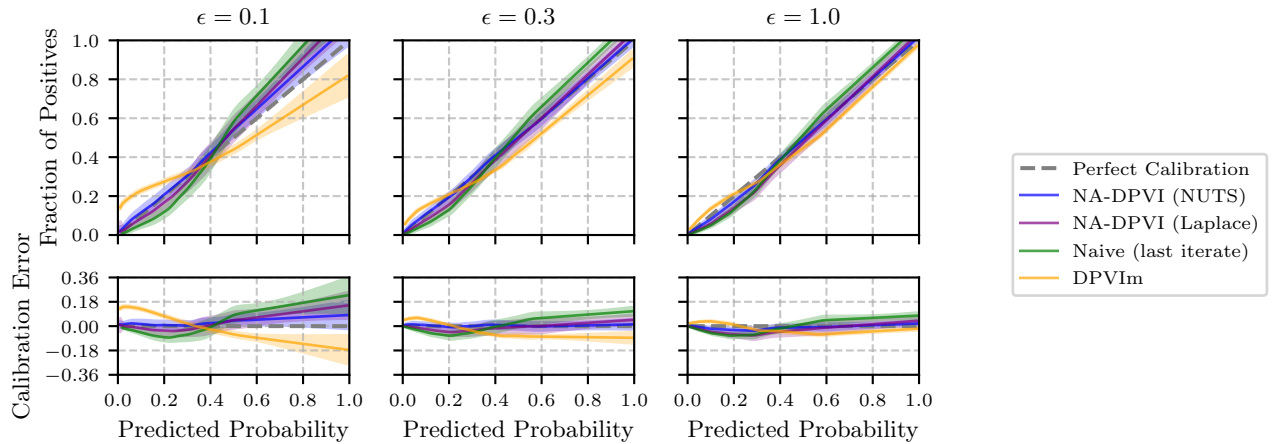 ϵ = 0.1
ϵ = 0.3
ϵ = 1.0
Fraction of Positives
1.0
0.8
0.6
0.4
0.2
0.0
Calibration Error
0.36
0.18
0.00
−0.18
−0.36
0.0 0.2 0.4 0.6 0.8 1.0
0.0 0.2 0.4 0.6 0.8 1.0
0.0 0.2 0.4 0.6 0.8 1.0
Predicted Probability
Predicted Probability
Predicted Probability
Perfect Calibration
NA-DPVI (NUTS)
NA-DPVI (Laplace)
Naive (last iterate)
DPVIm